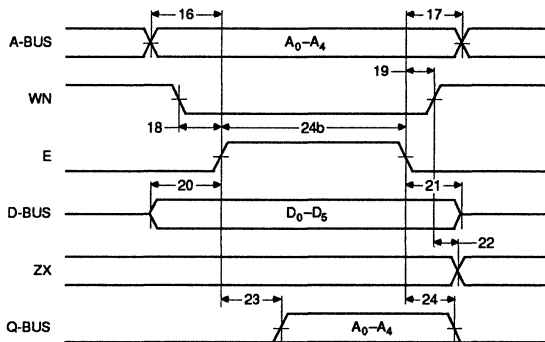 16 17
A-BUS A₀–A₄
19
WN
18 24b
E
20 21
D-BUS D₀–D₅
22
ZX
23 24
Q-BUS A₀–A₄